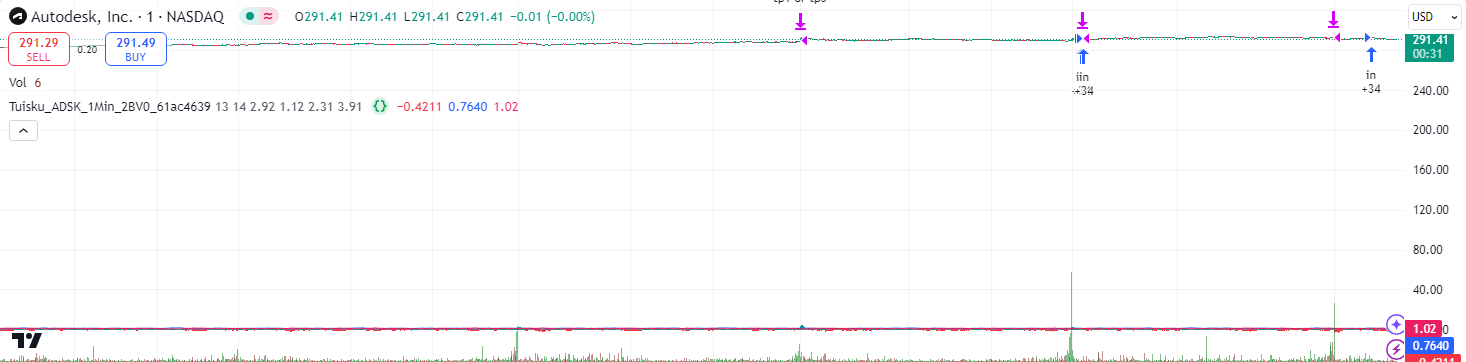 tp1 or tps
Autodesk, Inc. · 1 · NASDAQ
O291.41 H291.41 L291.41 C291.41 −0.01 (−0.00%)
USD
291.29
SELL
0.20
291.49
BUY
291.41
00:31
Vol 6
Tuisku_ADSK_1Min_2BV0_61ac4639 13 14 2.92 1.12 2.31 3.91 {} −0.4211 0.7640 1.02
+34
in
+34
240.00
200.00
160.00
120.00
80.00
40.00
1.02
0.7640